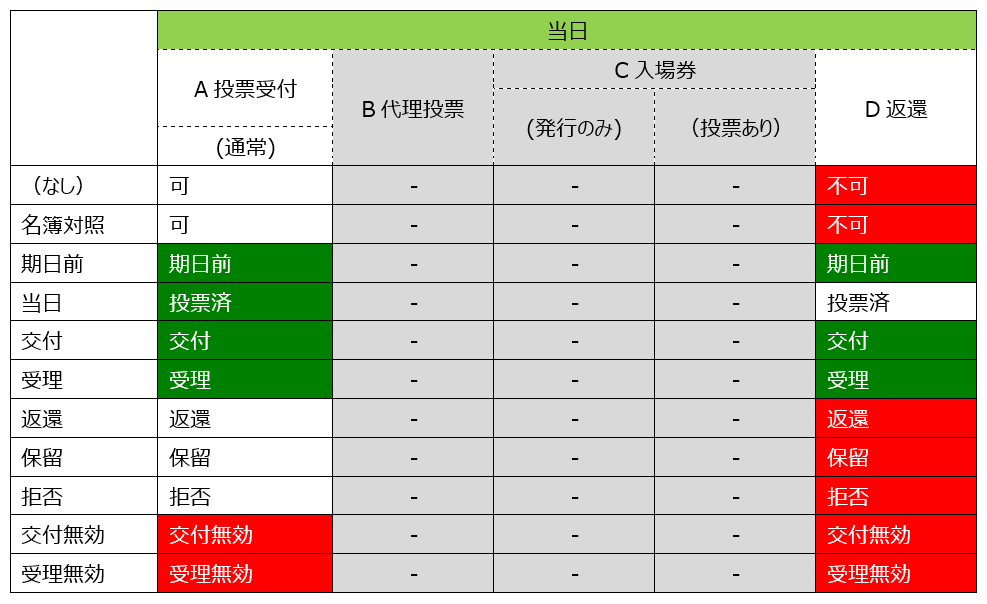 当日
A 投票受付
(通常)
B 代理投票
C 入場券
(発行のみ)
（投票あり）
D 返還
（なし） 可 - - - 不可
名簿対照 可 - - - 不可
期日前 期日前 - - - 期日前
当日 投票済 - - - 投票済
交付 交付 - - - 交付
受理 受理 - - - 受理
返還 返還 - - - 返還
保留 保留 - - - 保留
拒否 拒否 - - - 拒否
交付無効 交付無効 - - - 交付無効
受理無効 受理無効 - - - 受理無効